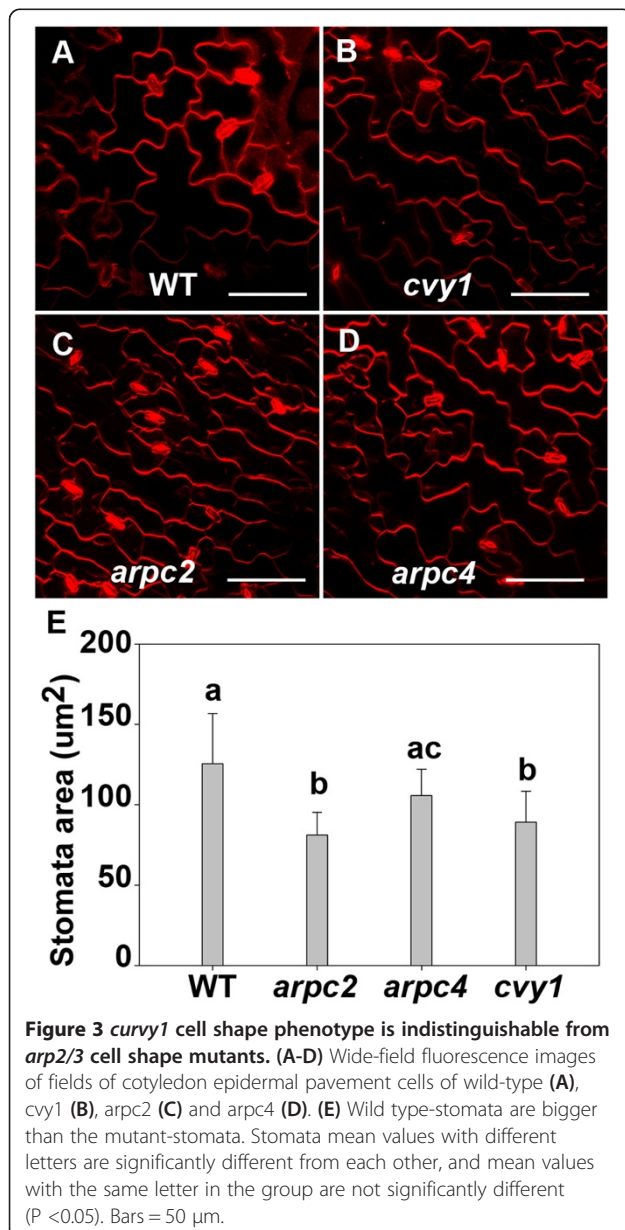 A
B
WT
cvy1
C
D
arpc2
arpc4
E
Stomata area (um2)
200
150
100
50
0
a
b
ac
b
WT arpc2 arpc4 cvy1
Figure 3 curvy1 cell shape phenotype is indistinguishable from
arp2/3 cell shape mutants. (A-D) Wide-field fluorescence images
of fields of cotyledon epidermal pavement cells of wild-type (A),
cvy1 (B), arpc2 (C) and arpc4 (D). (E) Wild type-stomata are bigger
than the mutant-stomata. Stomata mean values with different
letters are significantly different from each other, and mean values
with the same letter in the group are not significantly different
(P <0.05). Bars = 50 μm.